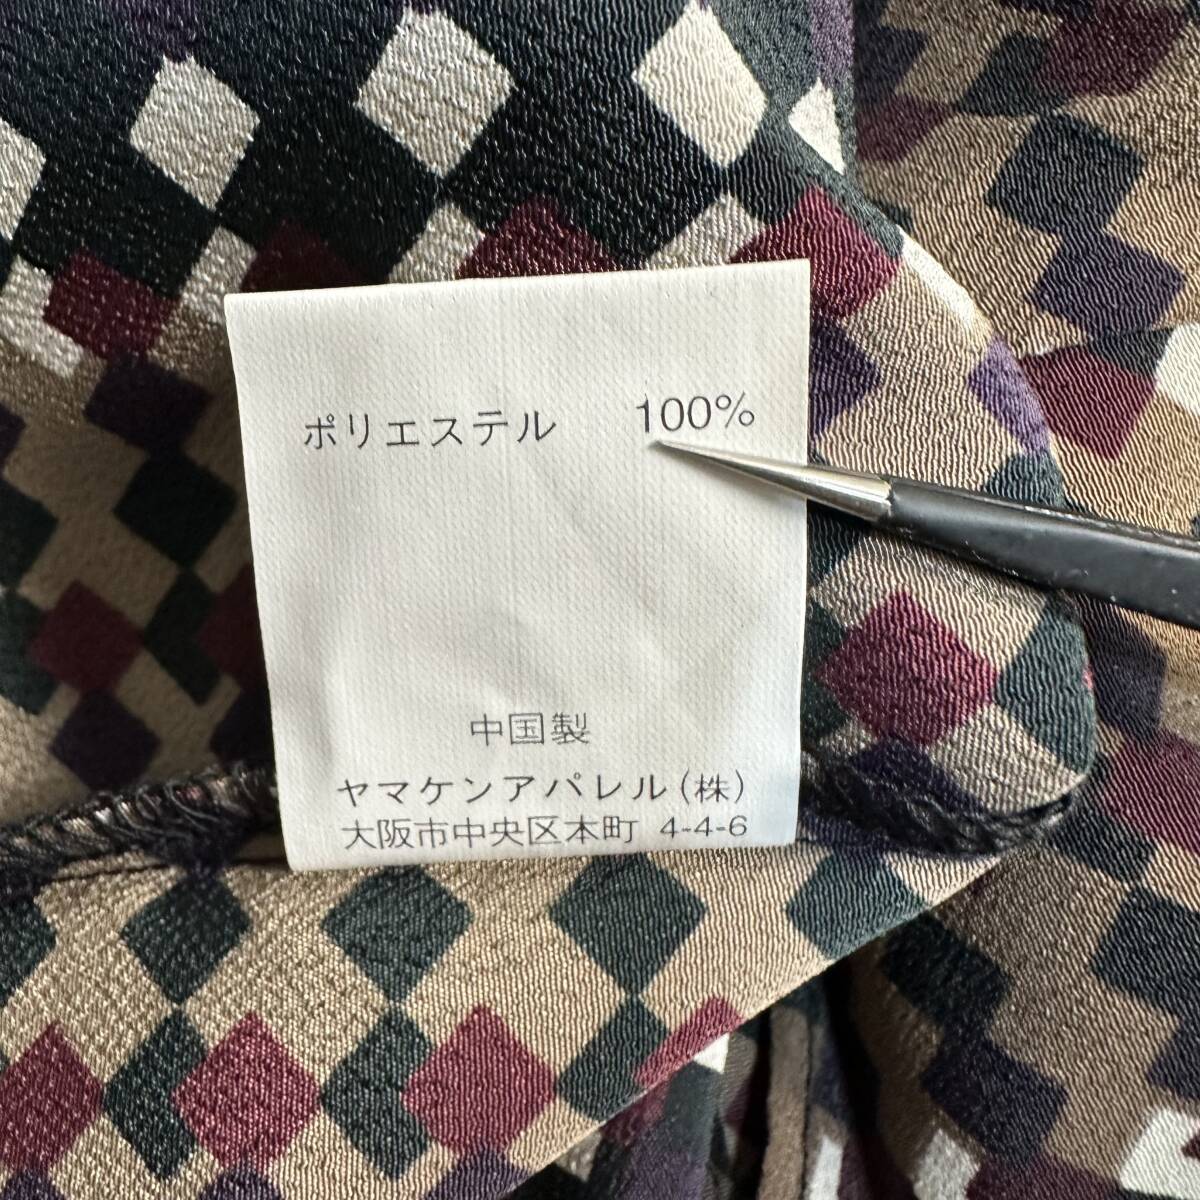 ポリエステル 100%
中国製
ヤマケンアパレル(株)
大阪市中央区本町 4-4-6